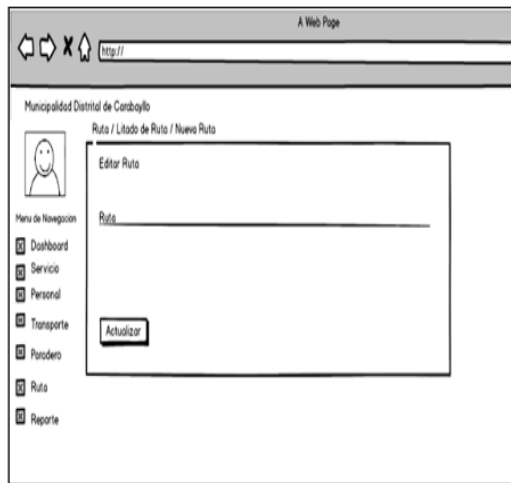 A Web Page
http://
Municipalidad Distrital de Carabayllo
Ruta / Litado de Ruta / Nueva Ruta
Editar Ruta
Ruta
Actualizar
Menu de Navegacion
Dashboard
Servicio
Personal
Transporte
Paradero
Ruta
Reporte